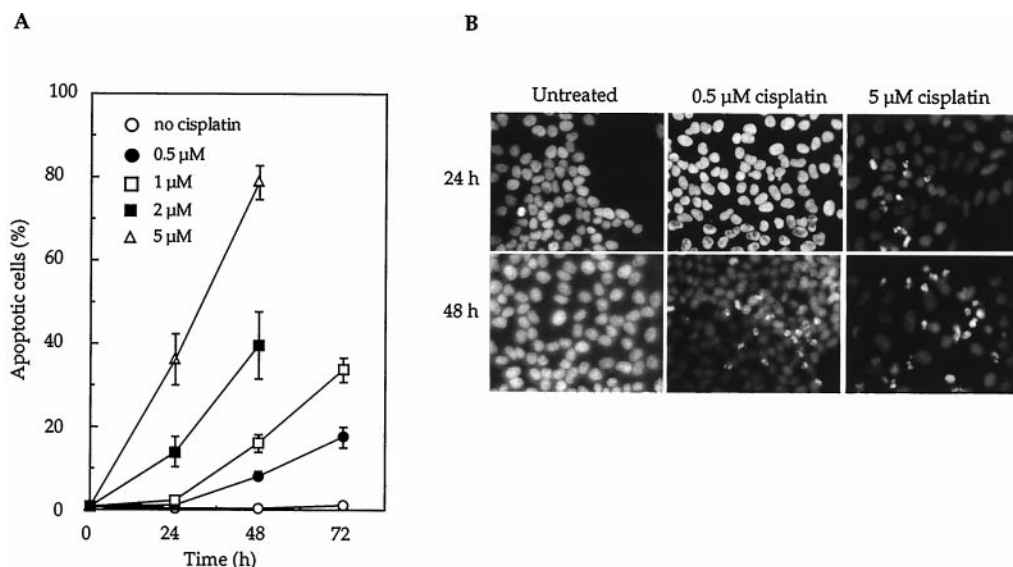 A
B
100
80
60
40
20
0
Apoptotic cells (%)
no cisplatin
0.5 µM
1 µM
2 µM
5 µM
0 24 48 72
Time (h)
Untreated 0.5 µM cisplatin 5 µM cisplatin
24 h
48 h